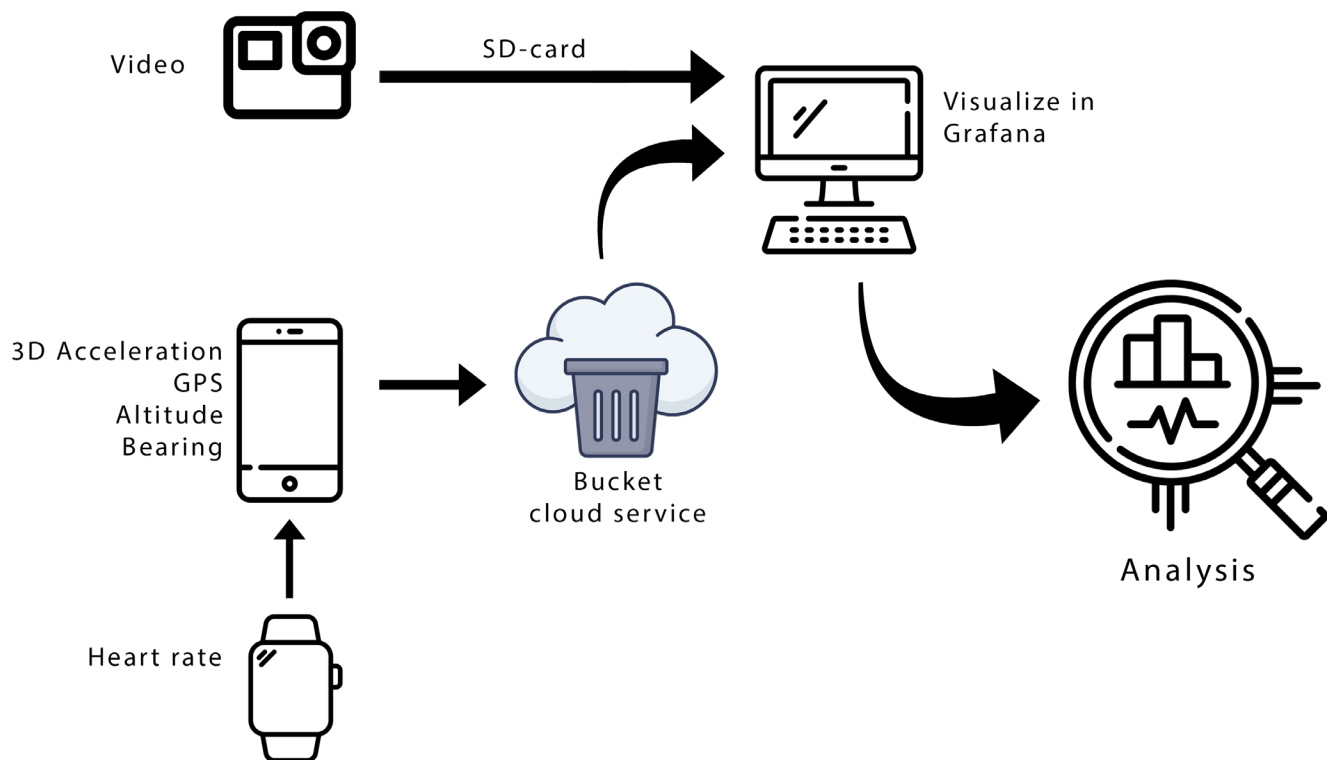 Video
SD-card
Visualize in
Grafana
3D Acceleration
GPS
Altitude
Bearing
Bucket
cloud service
Analysis
Heart rate